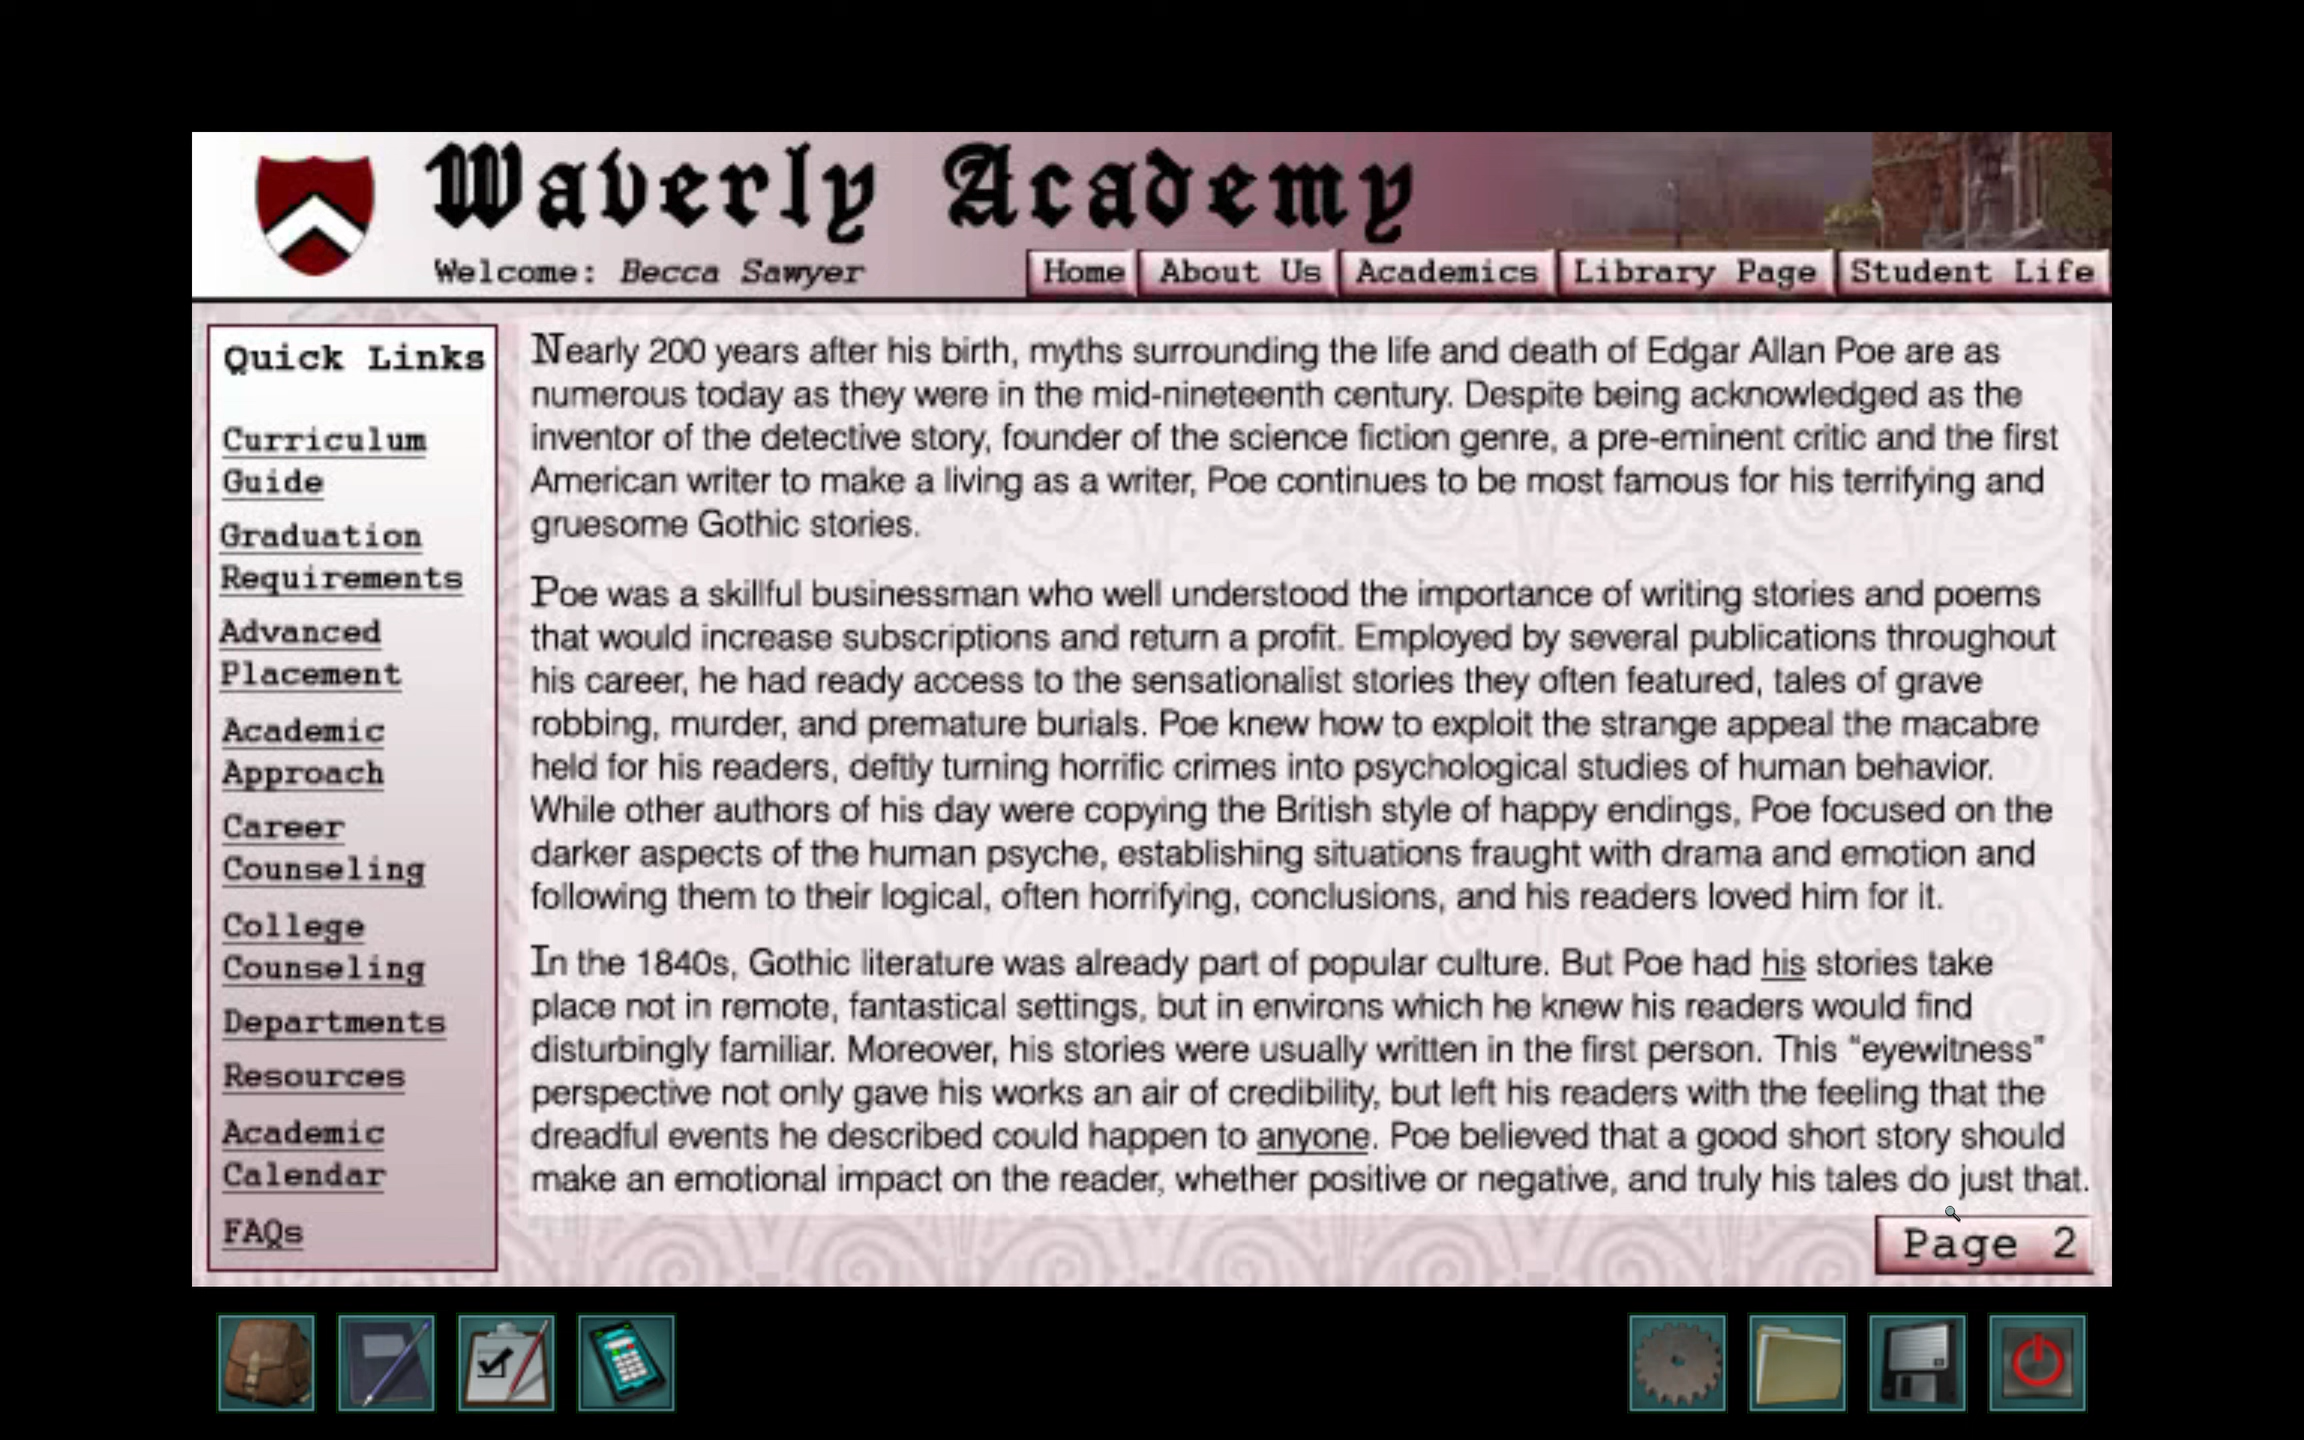 Waverly Academy
Welcome: Becca Sawyer
Home
About Us
Academics
Library Page
Student Life
Quick Links
Curriculum
Guide
Graduation
Requirements
Advanced
Placement
Academic
Approach
Career
Counseling
College
Counseling
Departments
Resources
Academic
Calendar
FAQs
Nearly 200 years after his birth, myths surrounding the life and death of Edgar Allan Poe are as
numerous today as they were in the mid-nineteenth century. Despite being acknowledged as the
inventor of the detective story, founder of the science fiction genre, a pre-eminent critic and the first
American writer to make a living as a writer, Poe continues to be most famous for his terrifying and
gruesome Gothic stories.
Poe was a skillful businessman who well understood the importance of writing stories and poems
that would increase subscriptions and return a profit. Employed by several publications throughout
his career, he had ready access to the sensationalist stories they often featured, tales of grave
robbing, murder, and premature burials. Poe knew how to exploit the strange appeal the macabre
held for his readers, deftly turning horrific crimes into psychological studies of human behavior.
While other authors of his day were copying the British style of happy endings, Poe focused on the
darker aspects of the human psyche, establishing situations fraught with drama and emotion and
following them to their logical, often horrifying, conclusions, and his readers loved him for it.
In the 1840s, Gothic literature was already part of popular culture. But Poe had his stories take
place not in remote, fantastical settings, but in environs which he knew his readers would find
disturbingly familiar. Moreover, his stories were usually written in the first person. This "eyewitness"
perspective not only gave his works an air of credibility, but left his readers with the feeling that the
dreadful events he described could happen to anyone. Poe believed that a good short story should
make an emotional impact on the reader, whether positive or negative, and truly his tales do just that.
Page 2